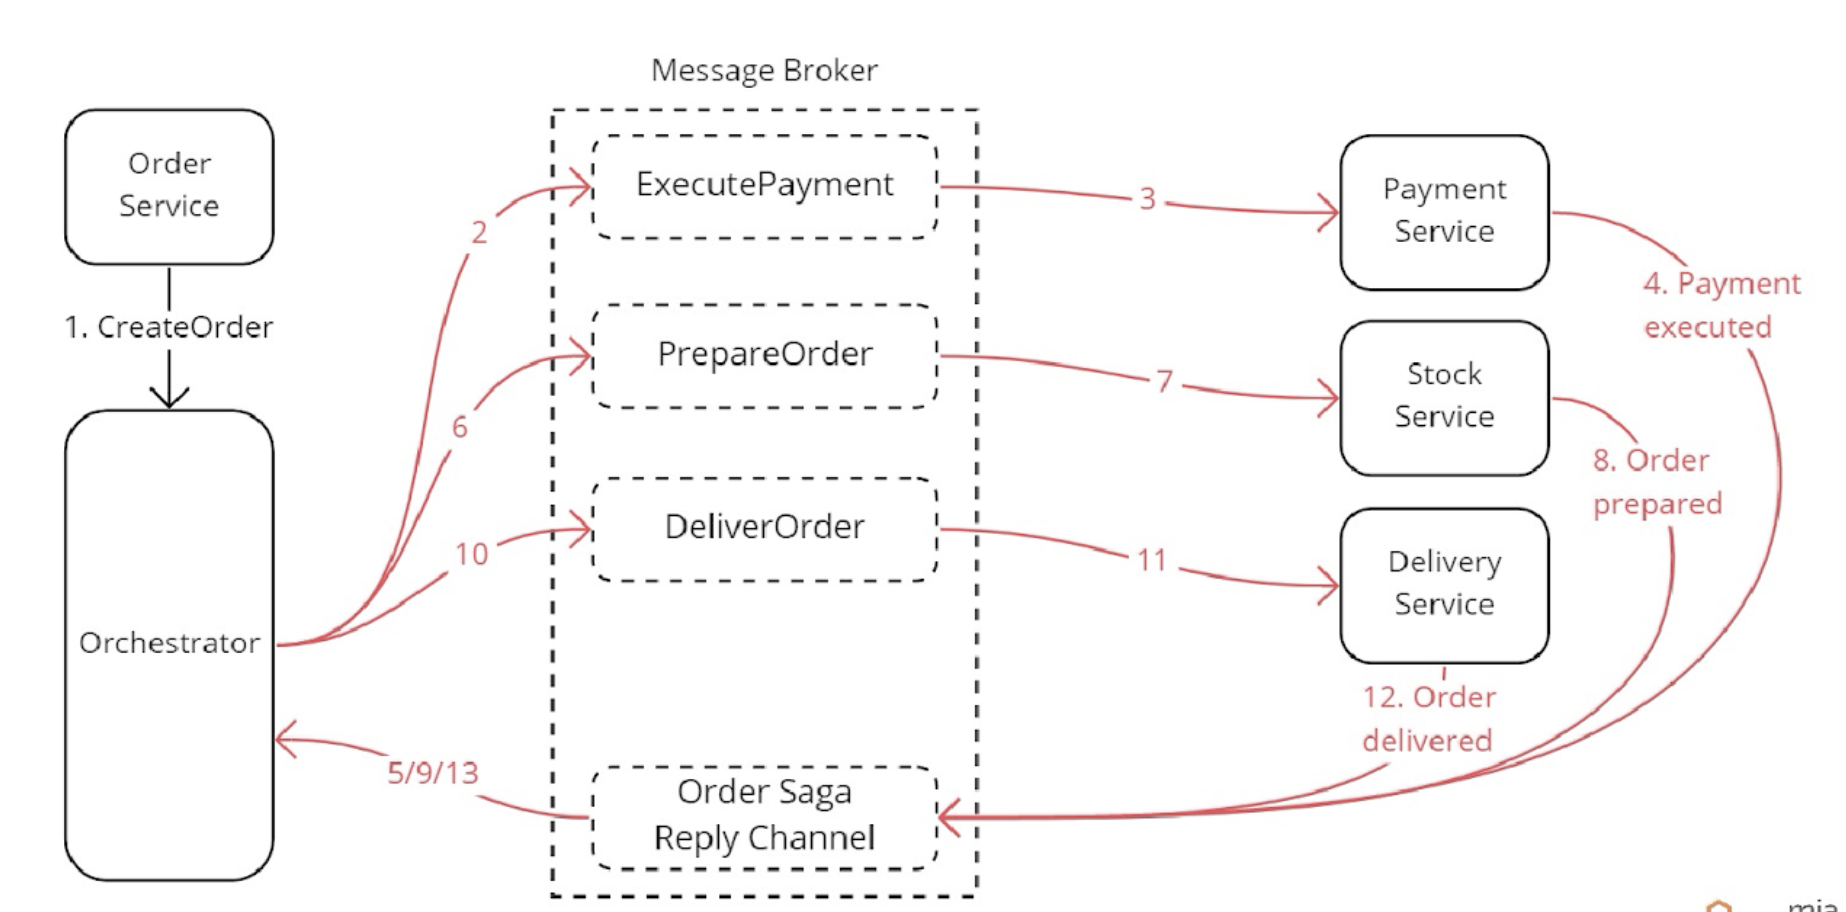 Message Broker
Order
Service
1. CreateOrder
Orchestrator
2
6
10
5/9/13
ExecutePayment
PrepareOrder
DeliverOrder
Order Saga
Reply Channel
3
7
11
Payment
Service
4. Payment
executed
Stock
Service
8. Order
prepared
Delivery
Service
12. Order
delivered